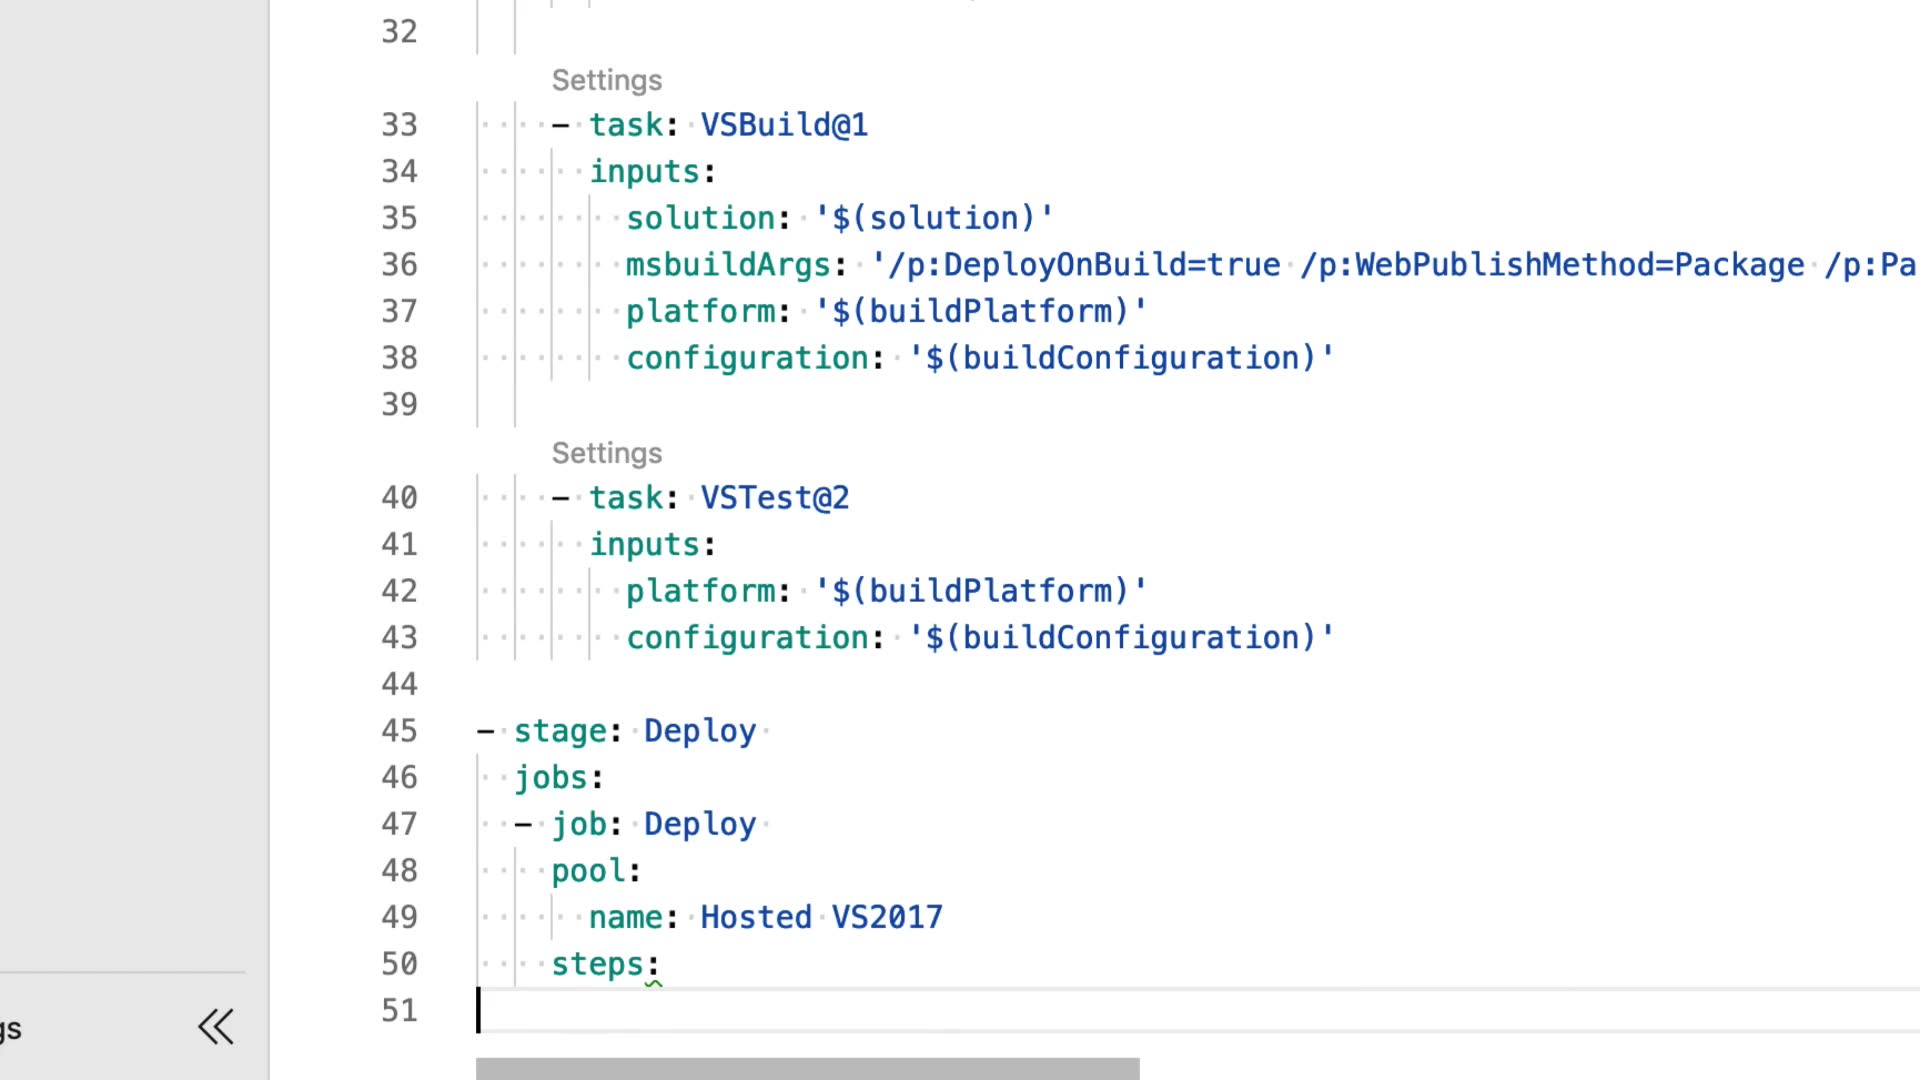 32
Settings
33 - task: VSBuild@1
34 inputs:
35 solution: '$(solution)'
36 msbuildArgs: '/p:DeployOnBuild=true /p:WebPublishMethod=Package /p:Pa
37 platform: '$(buildPlatform)'
38 configuration: '$(buildConfiguration)'
39
Settings
40 - task: VSTest@2
41 inputs:
42 platform: '$(buildPlatform)'
43 configuration: '$(buildConfiguration)'
44
45 - stage: Deploy
46 jobs:
47 - job: Deploy
48 pool:
49 name: Hosted VS2017
50 steps:
51
gs